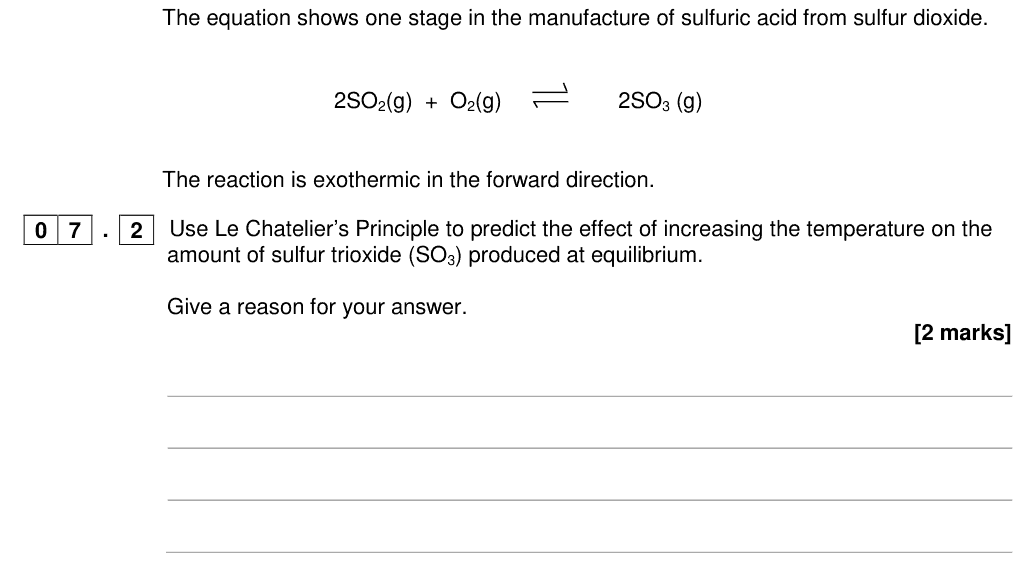 The equation shows one stage in the manufacture of sulfuric acid from sulfur dioxide.
2SO₂(g) + O₂(g) ⇌ 2SO₃ (g)
The reaction is exothermic in the forward direction.
0 7 . 2 Use Le Chatelier's Principle to predict the effect of increasing the temperature on the
amount of sulfur trioxide (SO₃) produced at equilibrium.
Give a reason for your answer.
[2 marks]